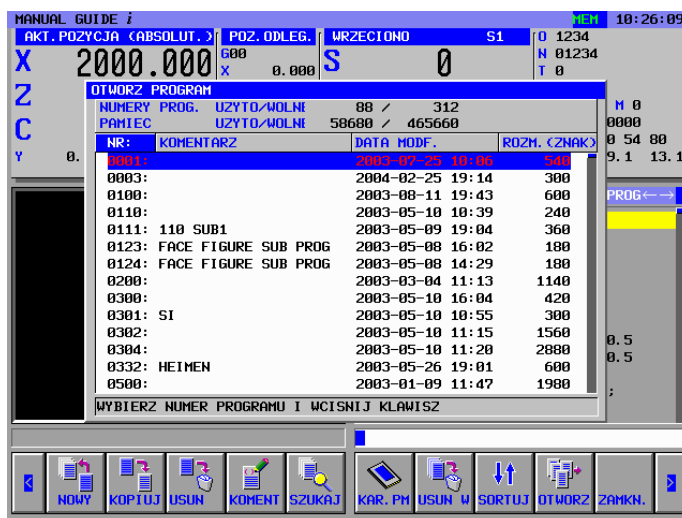 MANUAL GUIDE i MEM 10:26:09
AKT.POZYCJA (ABSOLUT.) POZ.ODLEG. WRZECIONO S1 O 1234
X 2000.000 G00 S 0 N 01234
X 0.000 T 0
Z
C
Y 0.
M 0
0000
0 54 80
9.1 13.1
OTWORZ PROGRAM
NUMERY PROG. UZYTO/WOLNE 88 / 312
PAMIEC UZYTO/WOLNE 58680 / 465660
NR: KOMENTARZ DATA MODF. ROZM.(ZNAK)
0001: 2003-07-25 10:06 540
0003: 2004-02-25 19:14 300
0100: 2003-08-11 19:43 600
0110: 2003-05-10 10:39 240
0111: 110 SUB1 2003-05-09 19:04 360
0123: FACE FIGURE SUB PROG 2003-05-08 16:02 180
0124: FACE FIGURE SUB PROG 2003-05-08 14:29 180
0200: 2003-03-04 11:13 1140
0300: 2003-05-10 16:04 420
0301: SI 2003-05-10 10:55 300
0302: 2003-05-10 11:15 1560
0304: 2003-05-10 11:20 2880
0332: HEIMEN 2003-05-26 19:01 600
0500: 2003-01-09 11:47 1980
WYBIERZ NUMER PROGRAMU I WCISNIJ KLAWISZ
PROG←→
0.5
0.5
;
< NOWY KOPIUJ USUN KOMENT SZUKAJ KAR.PM USUN W SORTUJ OTWORZ ZAMKN. >